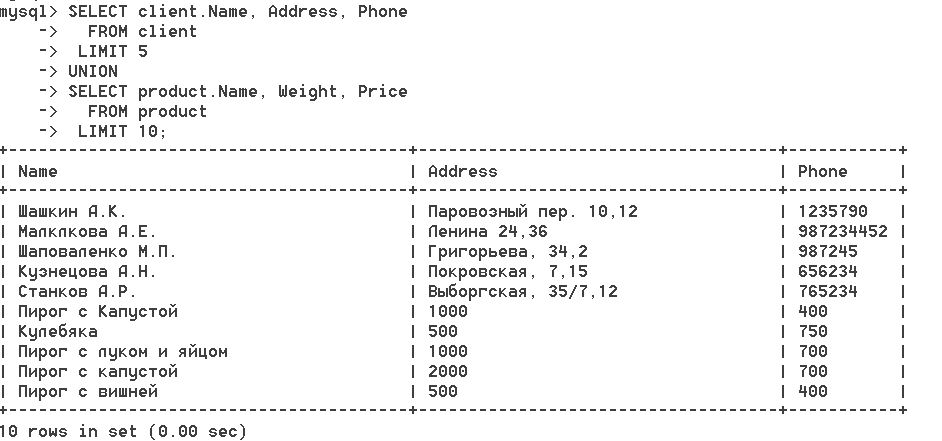 mysql> SELECT client.Name, Address, Phone
    ->   FROM client
    ->  LIMIT 5
    -> UNION
    -> SELECT product.Name, Weight, Price
    ->   FROM product
    ->  LIMIT 10;
+----------------------------------------+------------------------------------+-----------+
| Name | Address | Phone |
+----------------------------------------+------------------------------------+-----------+
| Шашкин А.К. | Паровозный пер. 10,12 | 1235790 |
| Малклкова А.Е. | Ленина 24,36 | 987234452 |
| Шаповаленко М.П. | Григорьева, 34,2 | 987245 |
| Кузнецова А.Н. | Покровская, 7,15 | 656234 |
| Станков А.Р. | Выборгская, 35/7,12 | 765234 |
| Пирог с Капустой | 1000 | 400 |
| Кулебяка | 500 | 750 |
| Пирог с луком и яйцом | 1000 | 700 |
| Пирог с капустой | 2000 | 700 |
| Пирог с вишней | 500 | 400 |
+----------------------------------------+------------------------------------+-----------+
10 rows in set (0.00 sec)